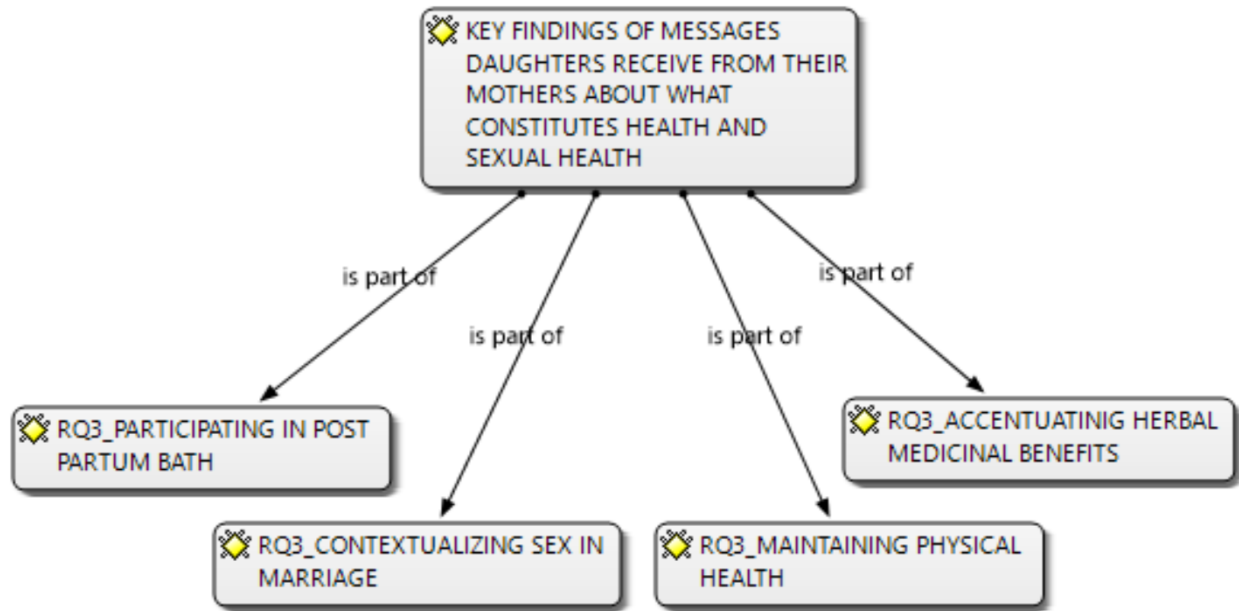 KEY FINDINGS OF MESSAGES
DAUGHTERS RECEIVE FROM THEIR
MOTHERS ABOUT WHAT
CONSTITUTES HEALTH AND
SEXUAL HEALTH
is part of
is part of
is part of
is part of
RQ3_PARTICIPATING IN POST
PARTUM BATH
RQ3_ACCENTUATINIG HERBAL
MEDICINAL BENEFITS
RQ3_CONTEXTUALIZING SEX IN
MARRIAGE
RQ3_MAINTAINING PHYSICAL
HEALTH